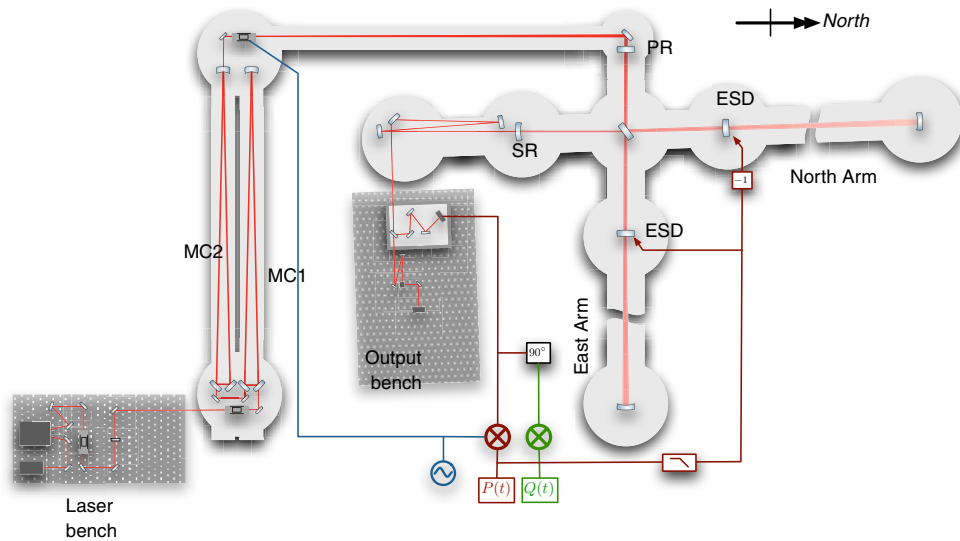 North
PR
ESD
SR
North Arm
−1
MC2
ESD
MC1
East Arm
Output
bench
90°
P(t)
Q(t)
Laser
bench